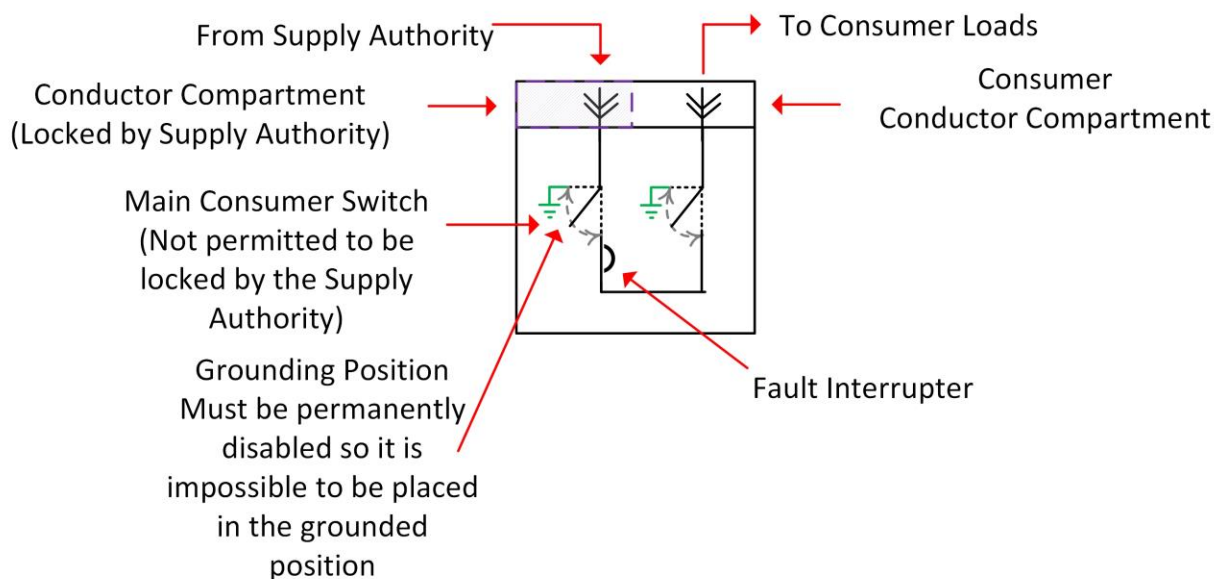 From Supply Authority
To Consumer Loads
Conductor Compartment
(Locked by Supply Authority)
Consumer
Conductor Compartment
Main Consumer Switch
(Not permitted to be
locked by the Supply
Authority)
Grounding Position
Must be permanently
disabled so it is
impossible to be placed
in the grounded
position
Fault Interrupter